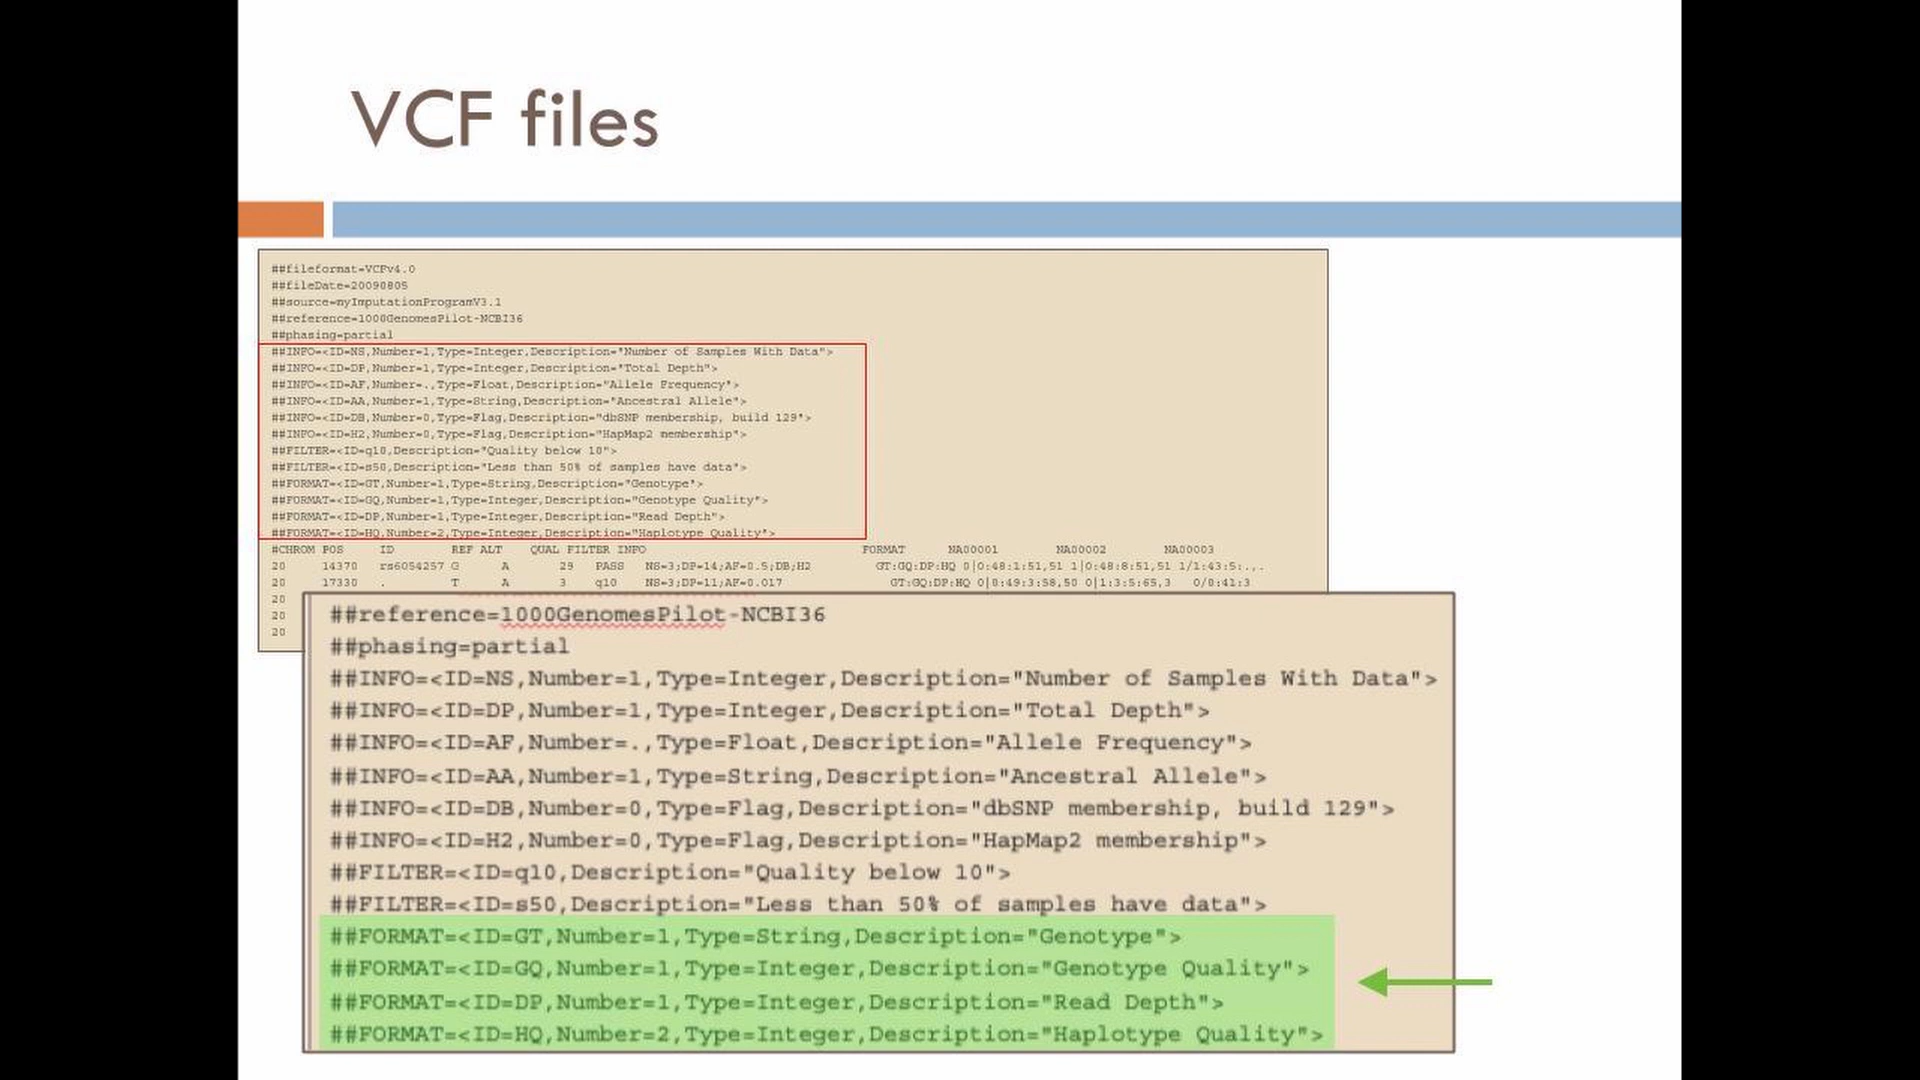 VCF files
##fileformat=VCFv4.0
##fileDate=20090805
##source=myImputationProgramV3.1
##reference=1000GenomesPilot-NCBI36
##phasing=partial
##INFO=<ID=NS,Number=1,Type=Integer,Description="Number of Samples With Data">
##INFO=<ID=DP,Number=1,Type=Integer,Description="Total Depth">
##INFO=<ID=AF,Number=.,Type=Float,Description="Allele Frequency">
##INFO=<ID=AA,Number=1,Type=String,Description="Ancestral Allele">
##INFO=<ID=DB,Number=0,Type=Flag,Description="dbSNP membership, build 129">
##INFO=<ID=H2,Number=0,Type=Flag,Description="HapMap2 membership">
##FILTER=<ID=q10,Description="Quality below 10">
##FILTER=<ID=s50,Description="Less than 50% of samples have data">
##FORMAT=<ID=GT,Number=1,Type=String,Description="Genotype">
##FORMAT=<ID=GQ,Number=1,Type=Integer,Description="Genotype Quality">
##FORMAT=<ID=DP,Number=1,Type=Integer,Description="Read Depth">
##FORMAT=<ID=HQ,Number=2,Type=Integer,Description="Haplotype Quality">
#CHROM POS ID REF ALT QUAL FILTER INFO FORMAT NA00001 NA00002 NA00003
20 14370 rs6054257 G A 29 PASS NS=3;DP=14;AF=0.5;DB;H2 GT:GQ:DP:HQ 0|0:48:1:51,51 1|0:48:8:51,51 1/1:43:5:.,.
20 17330 . T A 3 q10 NS=3;DP=11;AF=0.017 GT:GQ:DP:HQ 0|0:49:3:58,50 0|1:3:5:65,3 0/0:41:3
20
20
20
##reference=1000GenomesPilot-NCBI36
##phasing=partial
##INFO=<ID=NS,Number=1,Type=Integer,Description="Number of Samples With Data">
##INFO=<ID=DP,Number=1,Type=Integer,Description="Total Depth">
##INFO=<ID=AF,Number=.,Type=Float,Description="Allele Frequency">
##INFO=<ID=AA,Number=1,Type=String,Description="Ancestral Allele">
##INFO=<ID=DB,Number=0,Type=Flag,Description="dbSNP membership, build 129">
##INFO=<ID=H2,Number=0,Type=Flag,Description="HapMap2 membership">
##FILTER=<ID=q10,Description="Quality below 10">
##FILTER=<ID=s50,Description="Less than 50% of samples have data">
##FORMAT=<ID=GT,Number=1,Type=String,Description="Genotype">
##FORMAT=<ID=GQ,Number=1,Type=Integer,Description="Genotype Quality">
##FORMAT=<ID=DP,Number=1,Type=Integer,Description="Read Depth">
##FORMAT=<ID=HQ,Number=2,Type=Integer,Description="Haplotype Quality">